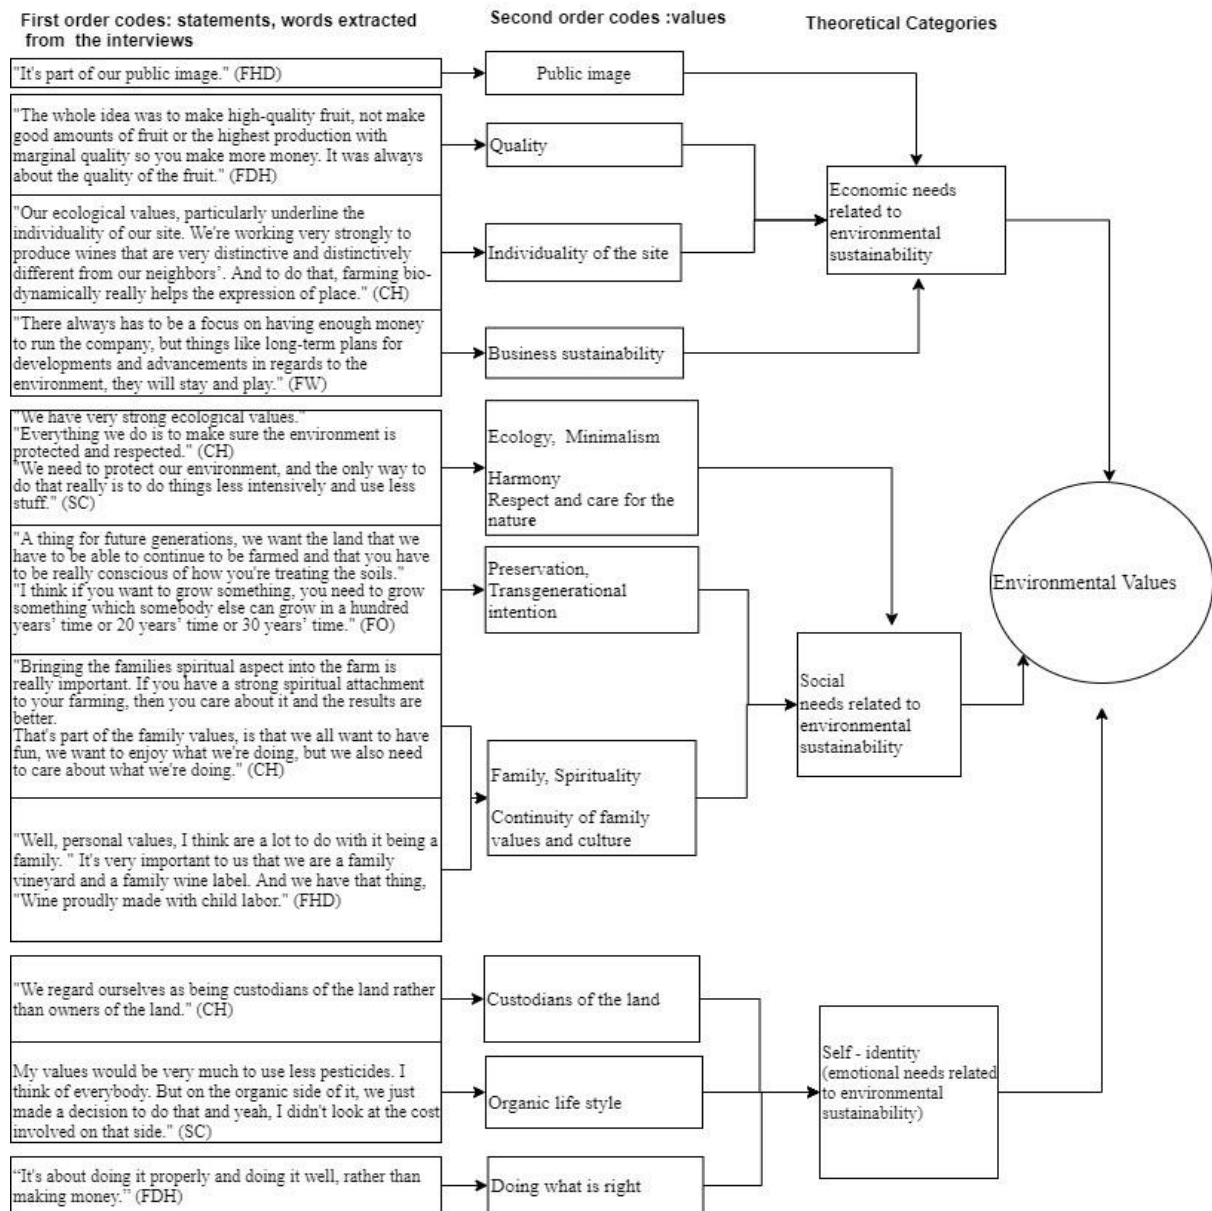 First order codes: statements, words extracted
from the interviews
Second order codes :values
Theoretical Categories
"It's part of our public image." (FHD)
Public image
"The whole idea was to make high-quality fruit, not make
good amounts of fruit or the highest production with
marginal quality so you make more money. It was always
about the quality of the fruit." (FDH)
Quality
"Our ecological values, particularly underline the
individuality of our site. We're working very strongly to
produce wines that are very distinctive and distinctively
different from our neighbors’. And to do that, farming bio-
dynamically really helps the expression of place." (CH)
Individuality of the site
"There always has to be a focus on having enough money
to run the company, but things like long-term plans for
developments and advancements in regards to the
environment, they will stay and play." (FW)
Business sustainability
Economic needs
related to
environmental
sustainability
"We have very strong ecological values."
"Everything we do is to make sure the environment is
protected and respected." (CH)
"We need to protect our environment, and the only way to
do that really is to do things less intensively and use less
stuff." (SC)
Ecology, Minimalism
Harmony
Respect and care for the
nature
"A thing for future generations, we want the land that we
have to be able to continue to be farmed and that you have
to be really conscious of how you're treating the soils."
"I think if you want to grow something, you need to grow
something which somebody else can grow in a hundred
years’ time or 20 years’ time or 30 years’ time." (FO)
Preservation,
Transgenerational
intention
"Bringing the families spiritual aspect into the farm is
really important. If you have a strong spiritual attachment
to your farming, then you care about it and the results are
better.
That's part of the family values, is that we all want to have
fun, we want to enjoy what we're doing, but we also need
to care about what we're doing." (CH)
Family, Spirituality
Continuity of family
values and culture
"Well, personal values, I think are a lot to do with it being a
family. " It's very important to us that we are a family
vineyard and a family wine label. And we have that thing,
"Wine proudly made with child labor." (FHD)
Social
needs related to
environmental
sustainability
Environmental Values
"We regard ourselves as being custodians of the land rather
than owners of the land." (CH)
Custodians of the land
My values would be very much to use less pesticides. I
think of everybody. But on the organic side of it, we just
made a decision to do that and yeah, I didn't look at the cost
involved on that side." (SC)
Organic life style
“It's about doing it properly and doing it well, rather than
making money.” (FDH)
Doing what is right
Self - identity
(emotional needs related
to environmental
sustainability)